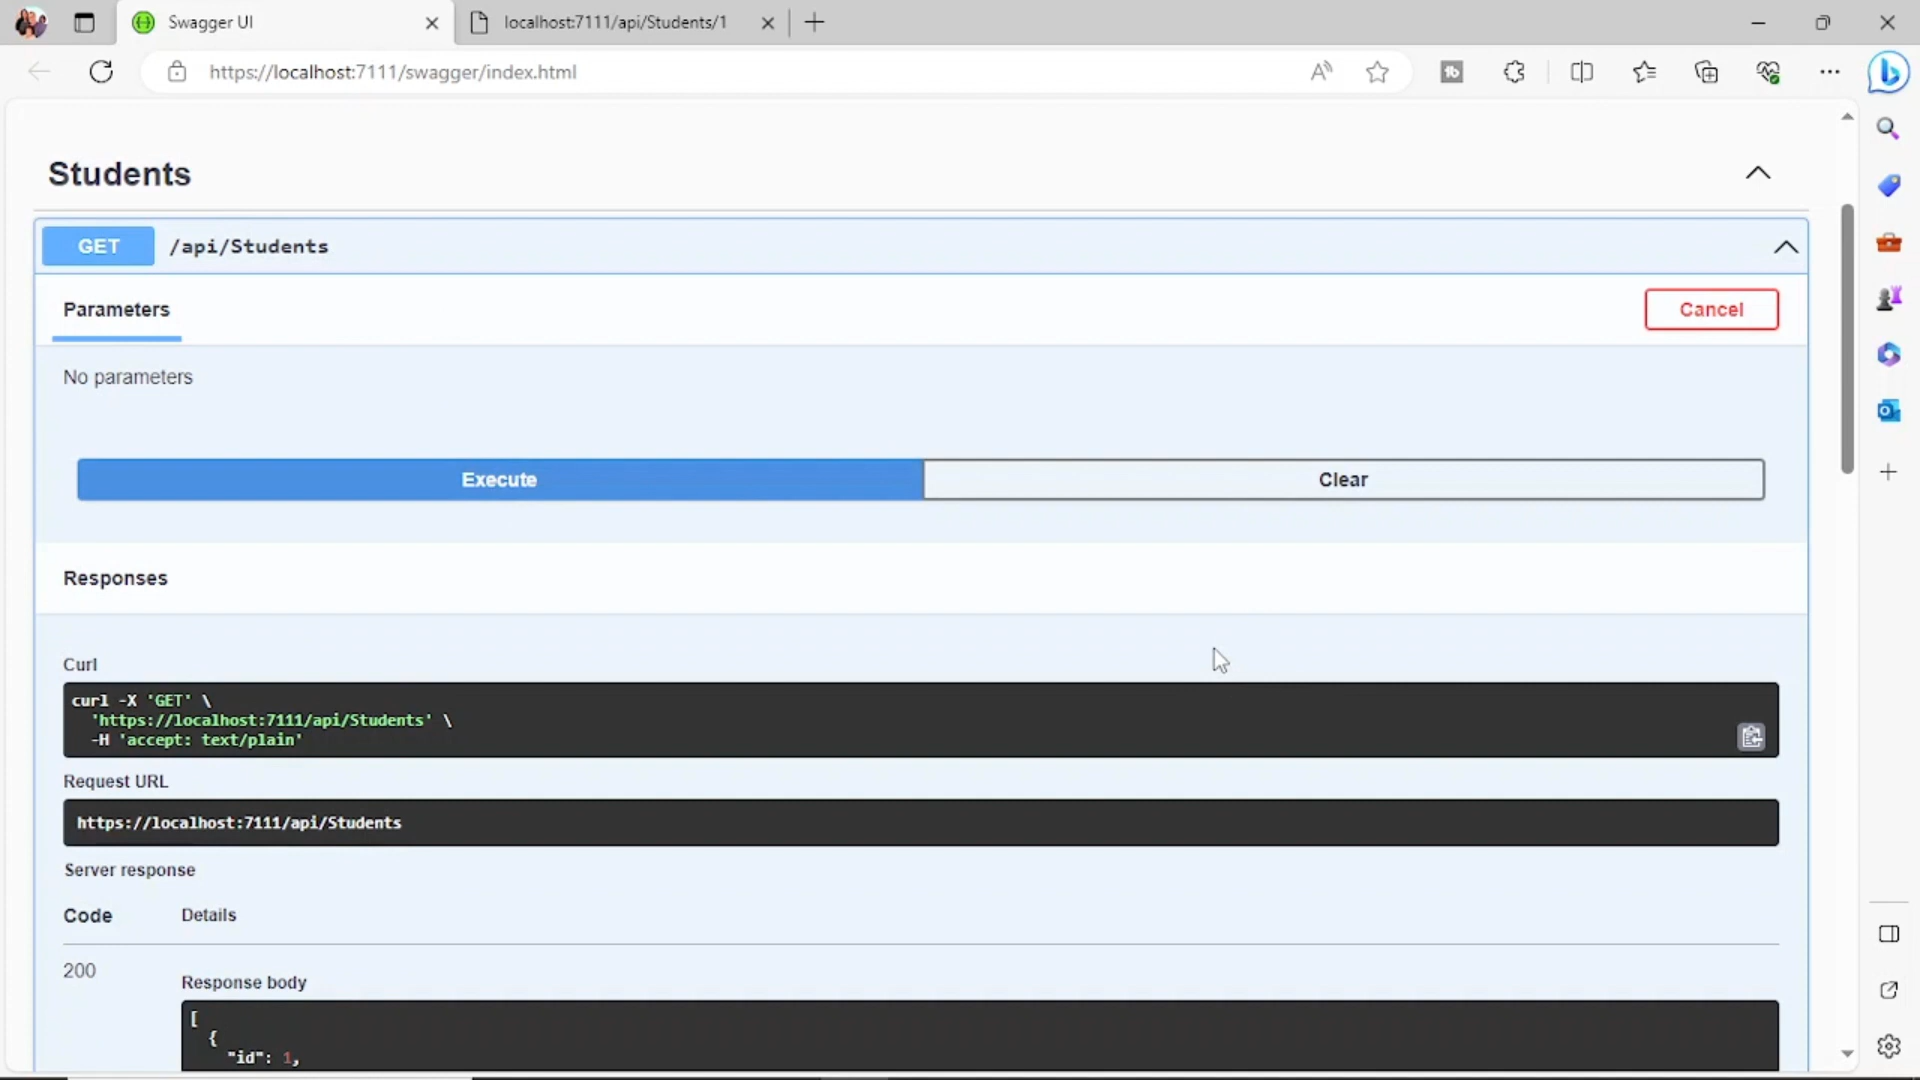 Swagger UI
localhost:7111/api/Students/1
https://localhost:7111/swagger/index.html
Students
GET /api/Students
Parameters
Cancel
No parameters
Execute
Clear
Responses
Curl
curl -X 'GET' \
'https://localhost:7111/api/Students' \
-H 'accept: text/plain'
Request URL
https://localhost:7111/api/Students
Server response
Code Details
200
Response body
[
{
"id": 1,